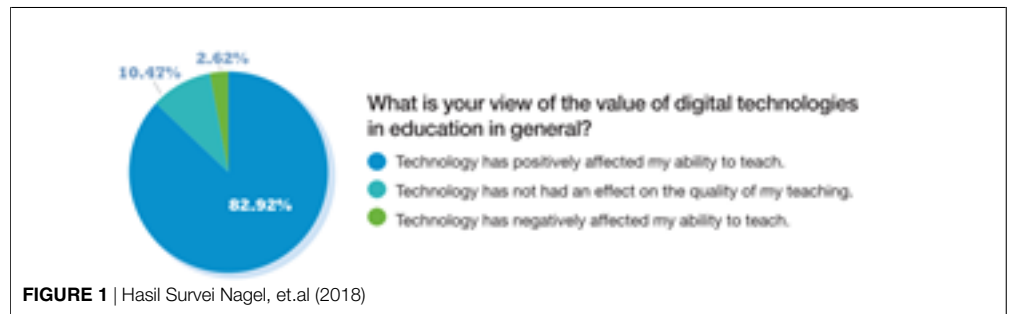 2.62%
10.47%
82.92%
What is your view of the value of digital technologies
in education in general?
Technology has positively affected my ability to teach.
Technology has not had an effect on the quality of my teaching.
Technology has negatively affected my ability to teach.
FIGURE 1 | Hasil Survei Nagel, et.al (2018)